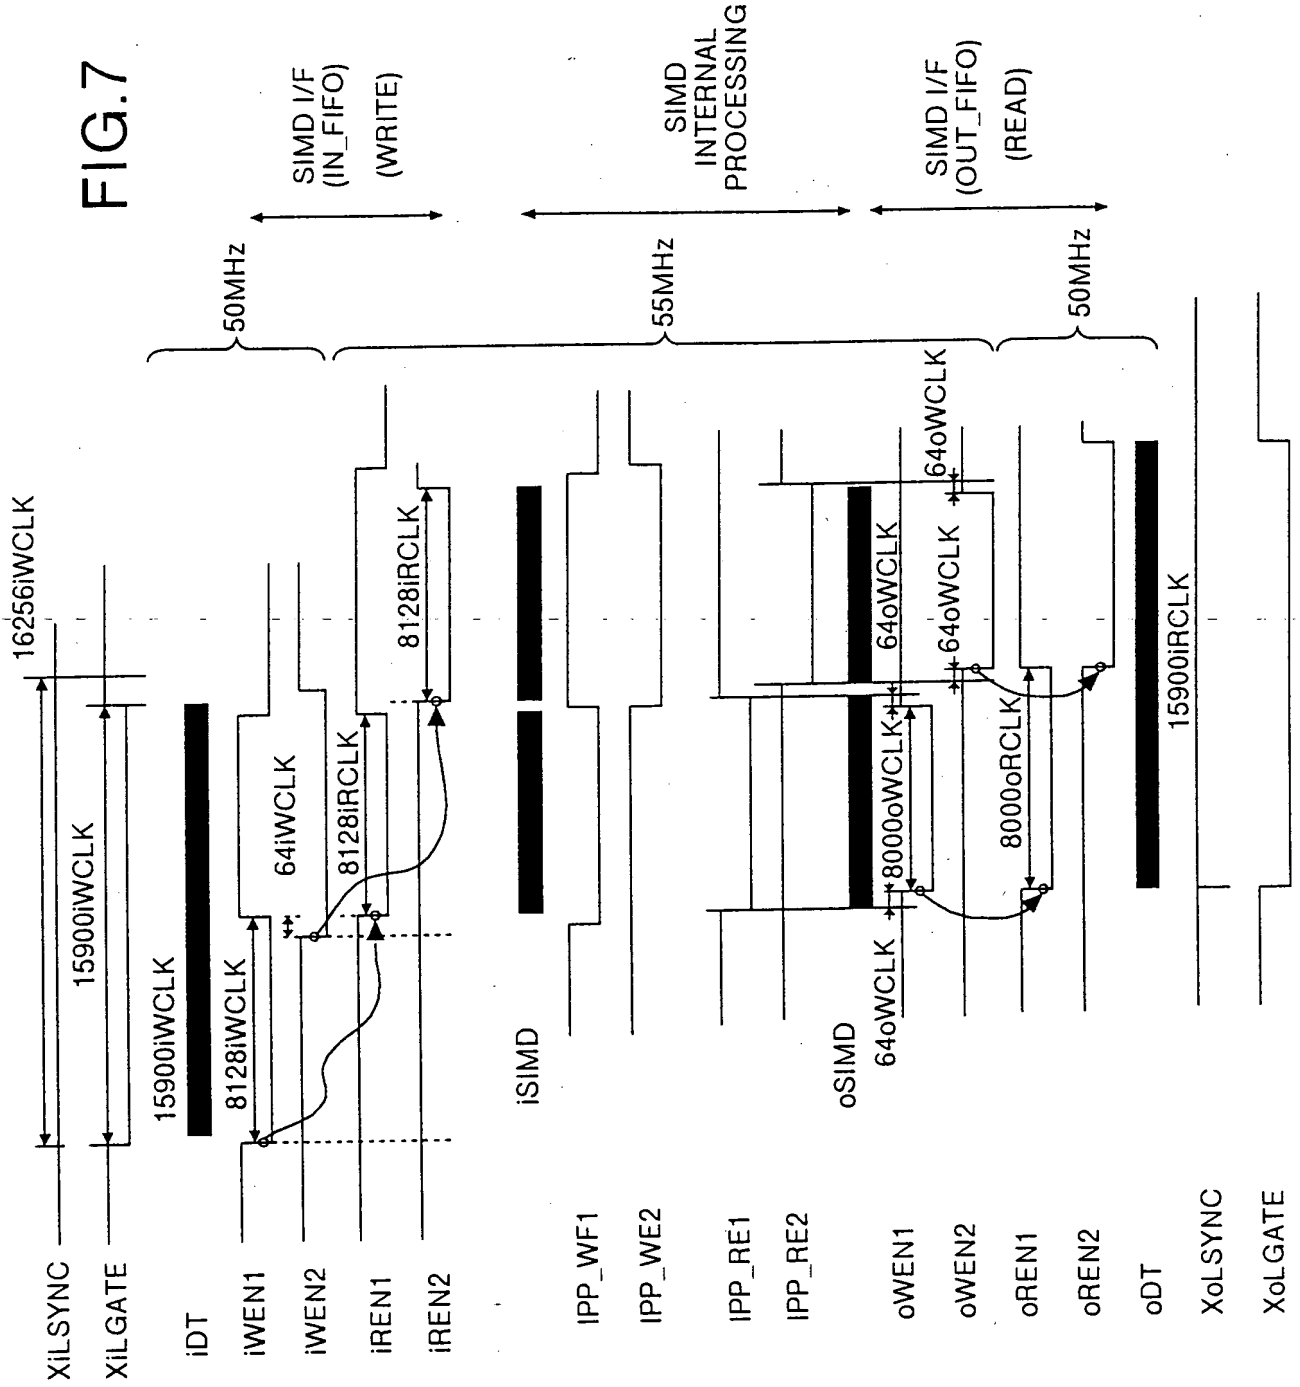 FIG.7
16256iWCLK
XiLSYNC
15900iWCLK
XiLGATE
15900iWCLK
iDT
8128iWCLK
iWEN1
64iWCLK
iWEN2
8128iRCLK
iREN1
8128iRCLK
iREN2
50MHz
SIMD I/F
(IN_FIFO)
(WRITE)
iSIMD
IPP_WF1
IPP_WE2
IPP_RE1
IPP_RE2
55MHz
SIMD
INTERNAL
PROCESSING
oSIMD
64oWCLK
8000oWCLK
64oWCLK
oWEN1
64oWCLK
64oWCLK
oWEN2
8000oRCLK
oREN1
oREN2
50MHz
SIMD I/F
(OUT_FIFO)
(READ)
oDT
15900iRCLK
XoLSYNC
XoLGATE